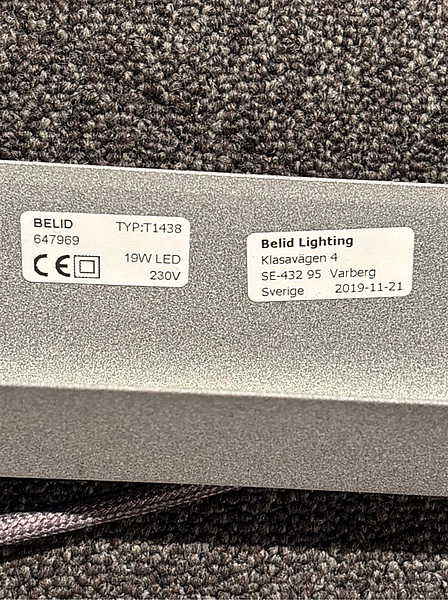 BELID TYP:T1438
647969
CE 19W LED
230V
Belid Lighting
Klasavägen 4
SE-432 95 Varberg
Sverige 2019-11-21